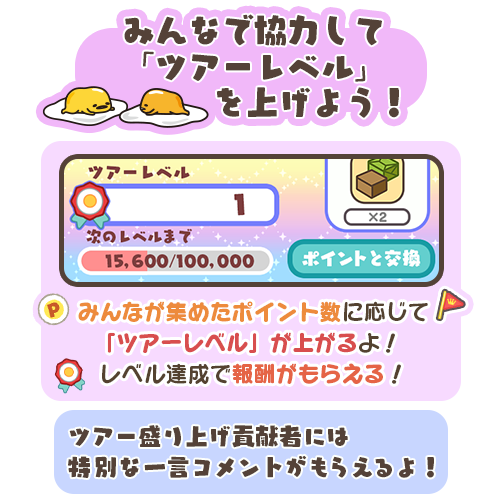 みんなで協力して
「ツアーレベル」
を上げよう！
ツアーレベル
1
×2
次のレベルまで
15,600/100,000
ポイントと交換
P
みんなが集めたポイント数に応じて
「ツアーレベル」が上がるよ！
レベル達成で報酬がもらえる！
ツアー盛り上げ貢献者には
特別な一言コメントがもらえるよ！